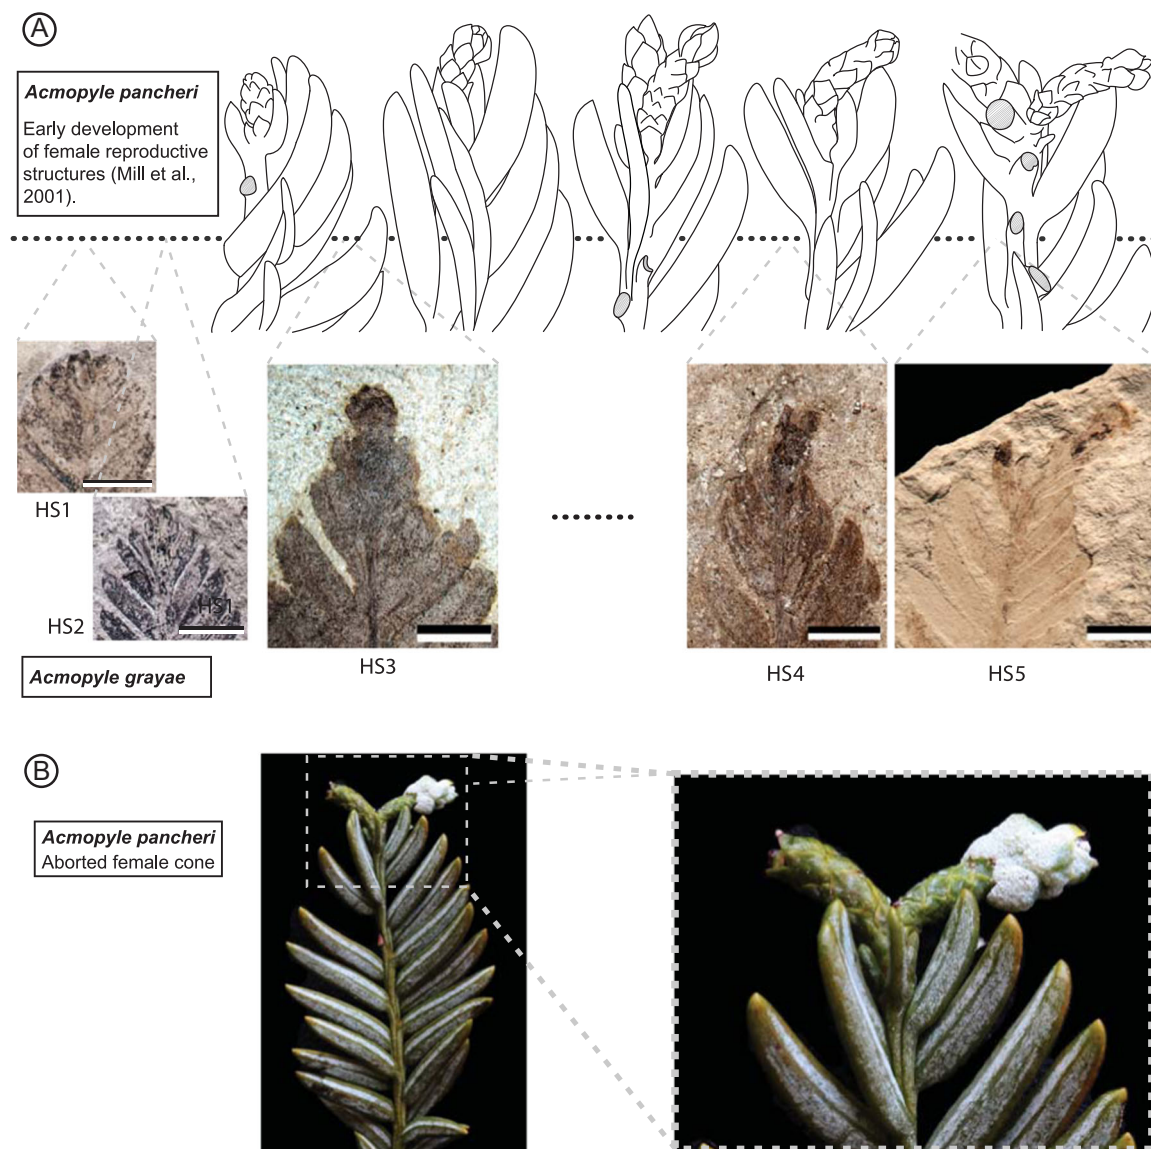 A
Acmopyle pancheri
Early development
of female reproductive
structures (Mill et al.,
2001).
HS1
HS1
HS2
HS3
HS4
HS5
Acmopyle grayae
B
Acmopyle pancheri
Aborted female cone